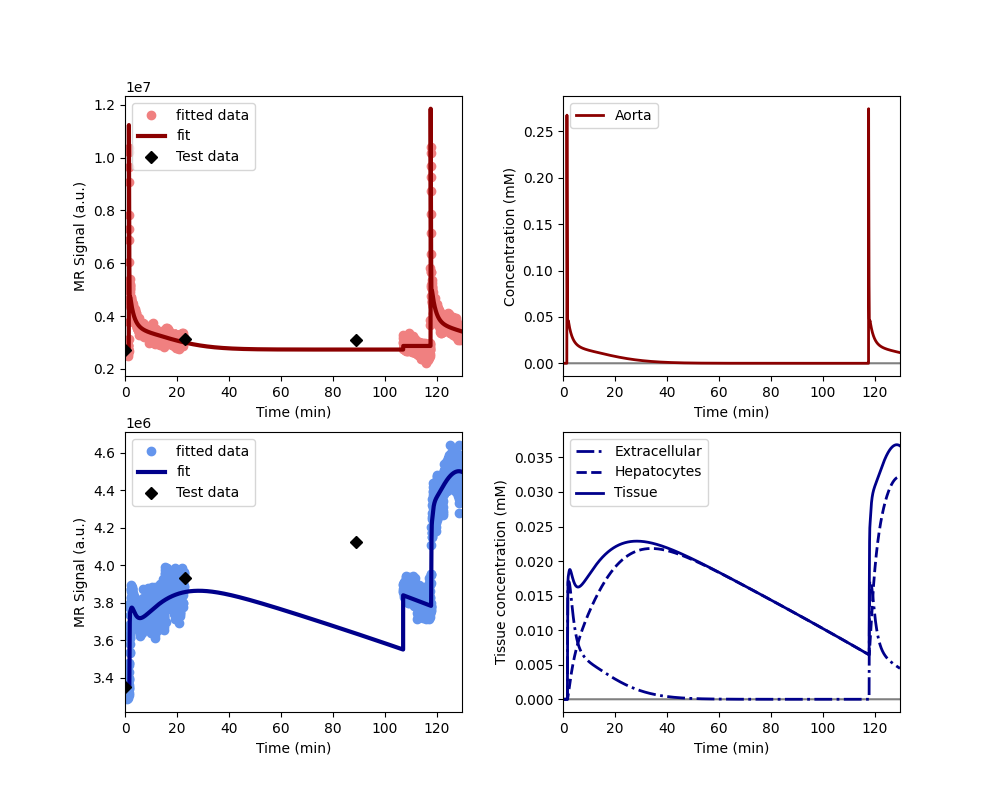 1e7
1.2
1.0
0.8
0.6
0.4
0.2
MR Signal (a.u.)
fitted data
fit
Test data
0 20 40 60 80 100 120
Time (min)
0.25
0.20
0.15
0.10
0.05
0.00
Concentration (mM)
Aorta
0 20 40 60 80 100 120
Time (min)
1e6
4.6
4.4
4.2
4.0
3.8
3.6
3.4
MR Signal (a.u.)
fitted data
fit
Test data
0 20 40 60 80 100 120
Time (min)
0.035
0.030
0.025
0.020
0.015
0.010
0.005
0.000
Tissue concentration (mM)
Extracellular
Hepatocytes
Tissue
0 20 40 60 80 100 120
Time (min)